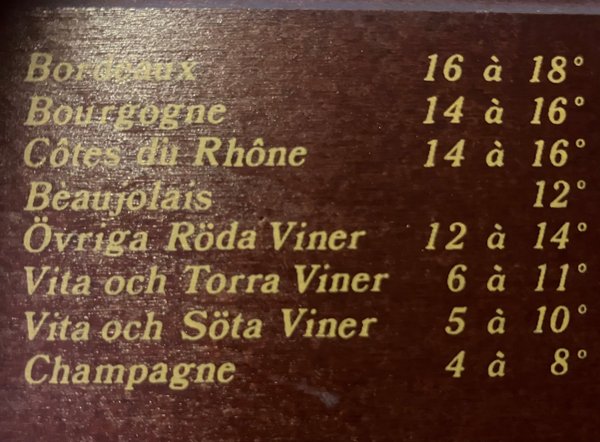 Bordeaux 16 à 18°
Bourgogne 14 à 16°
Côtes du Rhône 14 à 16°
Beaujolais 12°
Övriga Röda Viner 12 à 14°
Vita och Torra Viner 6 à 11°
Vita och Söta Viner 5 à 10°
Champagne 4 à 8°